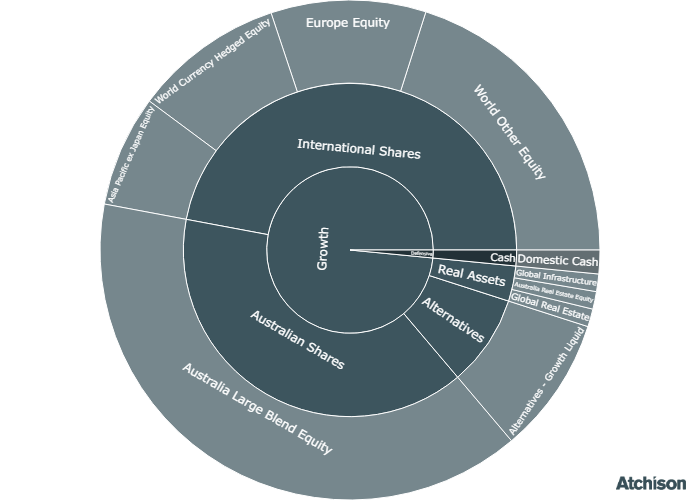 Europe Equity
World Currency Hedged Equity
World Other Equity
Asia Pacific ex Japan Equity
International Shares
Growth
Defensive
Cash
Domestic Cash
Real Assets
Global Infrastructure
Australia Real Estate Equity
Global Real Estate
Alternatives
Australian Shares
Alternatives - Growth Liquid
Australia Large Blend Equity
Atchison